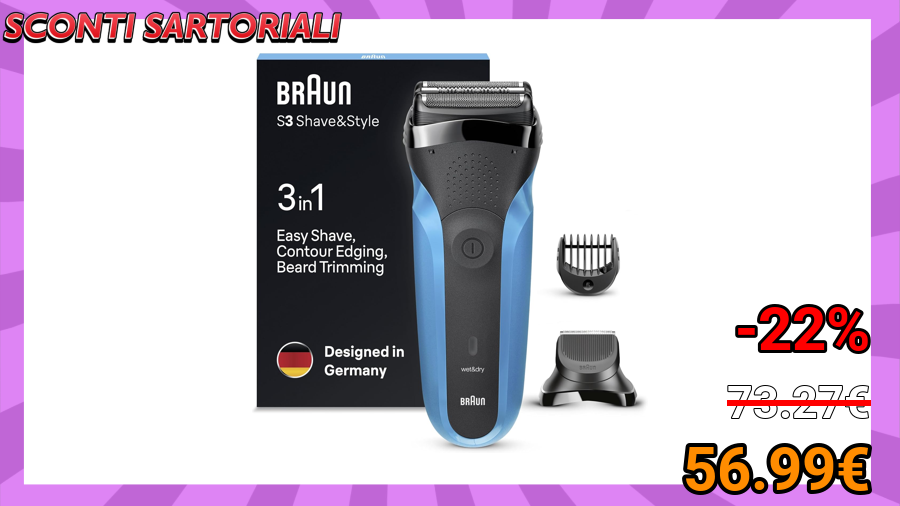 SCONTI SARTORIALI
BRAUN
BRAUN
S3 Shave&Style
3in1
Easy Shave,
Contour Edging,
Beard Trimming
Designed in
Germany
wet&dry
BRAUN
-22%
73.27€
56.99€